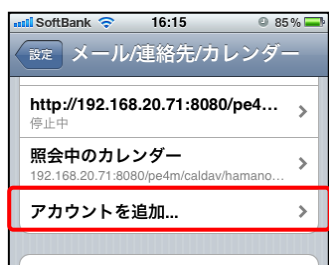 SoftBank 16:15 85%
設定 メール/連絡先/カレンダー
http://192.168.20.71:8080/pe4...
停止中
照会中のカレンダー
192.168.20.71:8080/pe4m/caldav/hamano...
アカウントを追加...